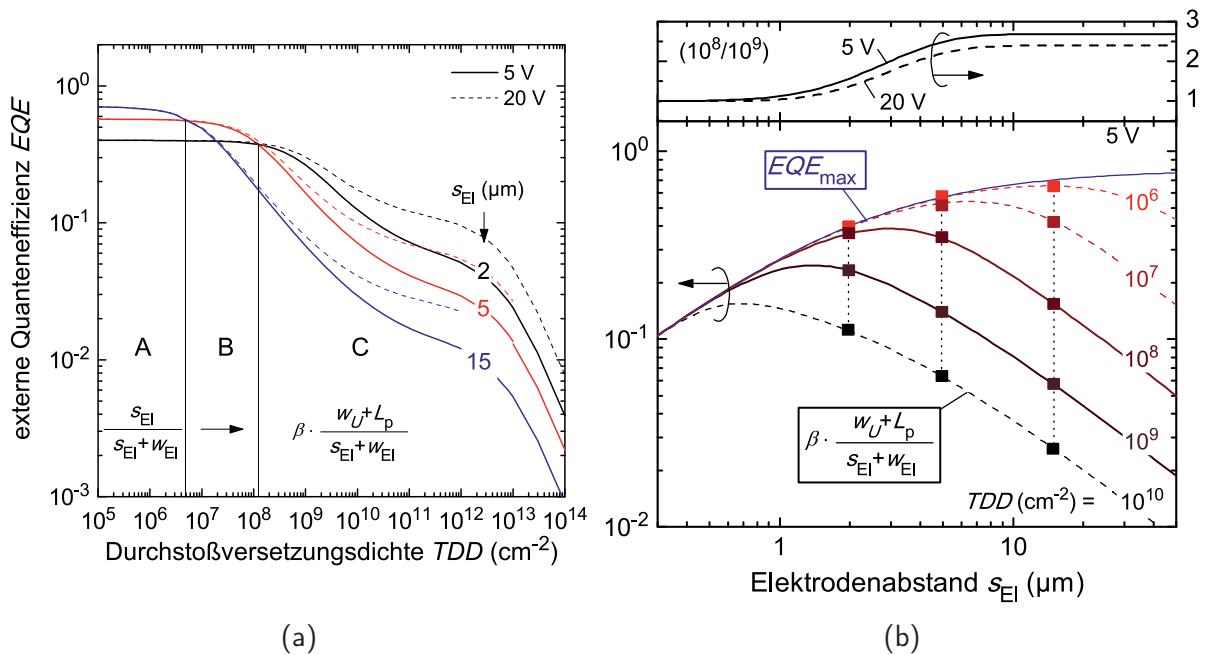 externe Quanteneffizienz EQE
10^0
10^-1
10^-2
10^-3
5 V
20 V
s_El (µm)
2
5
15
A
B
C
s_El
s_El+w_El
β · w_U+L_p
s_El+w_El
10^5 10^6 10^7 10^8 10^9 10^10 10^11 10^12 10^13 10^14
Durchstoßversetzungsdichte TDD (cm^-2)
(a)
(10^8/10^9)
5 V
20 V
3
2
1
5 V
10^0
10^-1
10^-2
EQE_max
10^6
10^7
10^8
10^9
β · w_U+L_p
s_El+w_El
TDD (cm^-2) = 10^10
1 10
Elektrodenabstand s_El (µm)
(b)